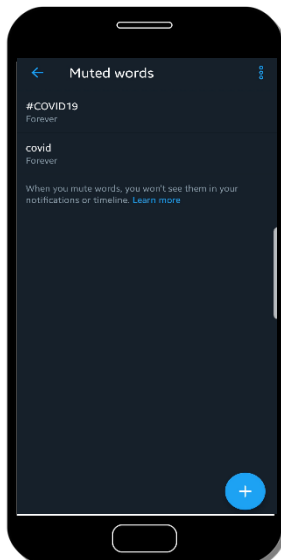 Muted words
#COVID19
Forever
covid
Forever
When you mute words, you won't see them in your
notifications or timeline. Learn more